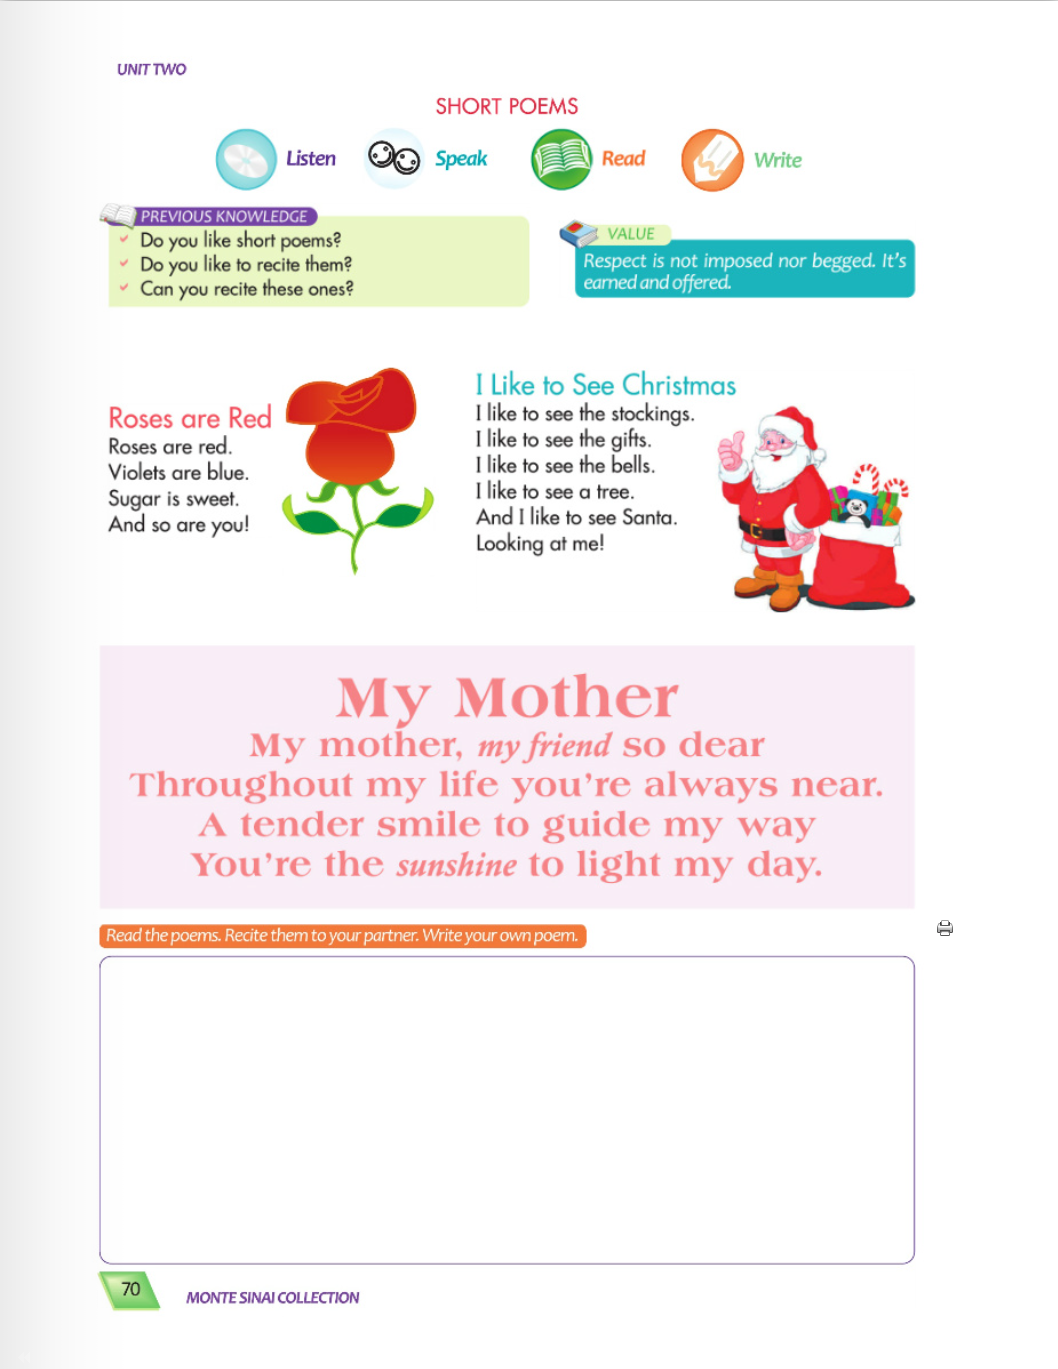 UNIT TWO
SHORT POEMS
Listen
Speak
Read
Write
PREVIOUS KNOWLEDGE
Do you like short poems?
Do you like to recite them?
Can you recite these ones?
VALUE
Respect is not imposed nor begged. It's
earned and offered.
Roses are Red
Roses are red.
Violets are blue.
Sugar is sweet.
And so are you!
I Like to See Christmas
I like to see the stockings.
I like to see the gifts.
I like to see the bells.
I like to see a tree.
And I like to see Santa.
Looking at me!
My Mother
My mother, my friend so dear
Throughout my life you're always near.
A tender smile to guide my way
You're the sunshine to light my day.
Read the poems. Recite them to your partner. Write your own poem.
70
MONTE SINAI COLLECTION